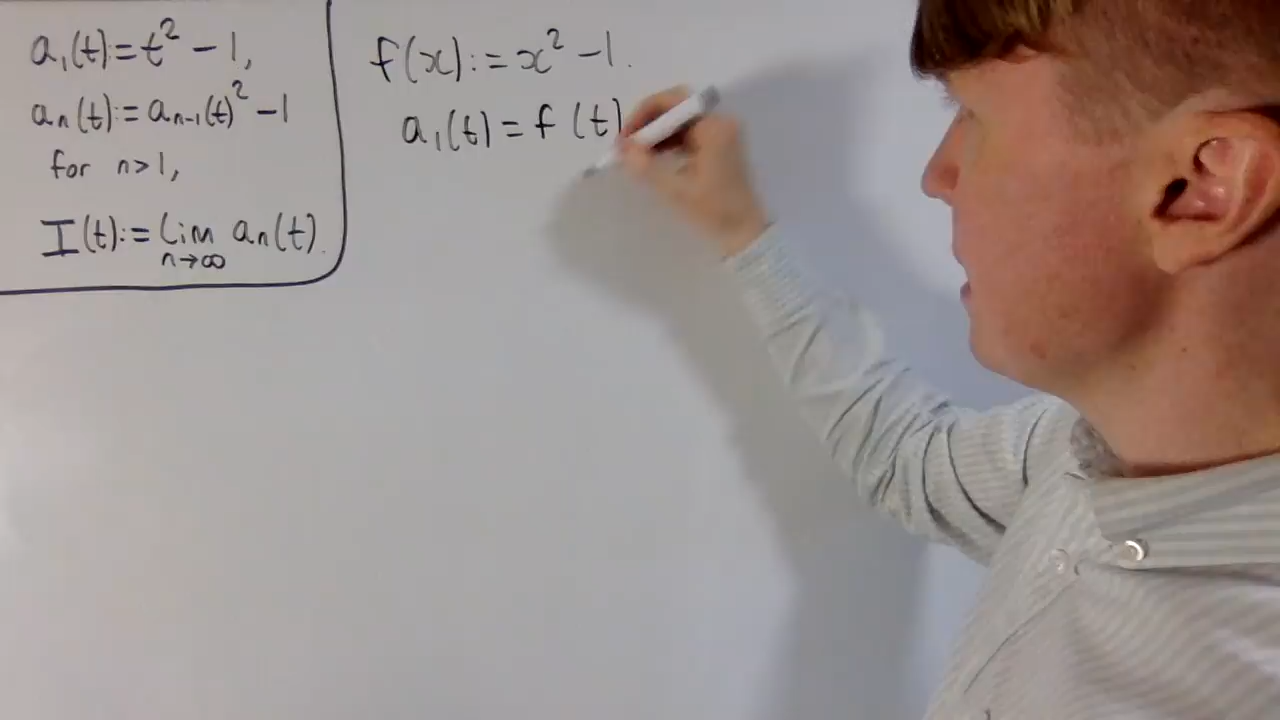 a₁(t):=t²-1,
aₙ(t):=aₙ₋₁(t)²-1
for n>1,
I(t):=lim aₙ(t).
n→∞
f(x):=x²-1.
a₁(t)=f(t)